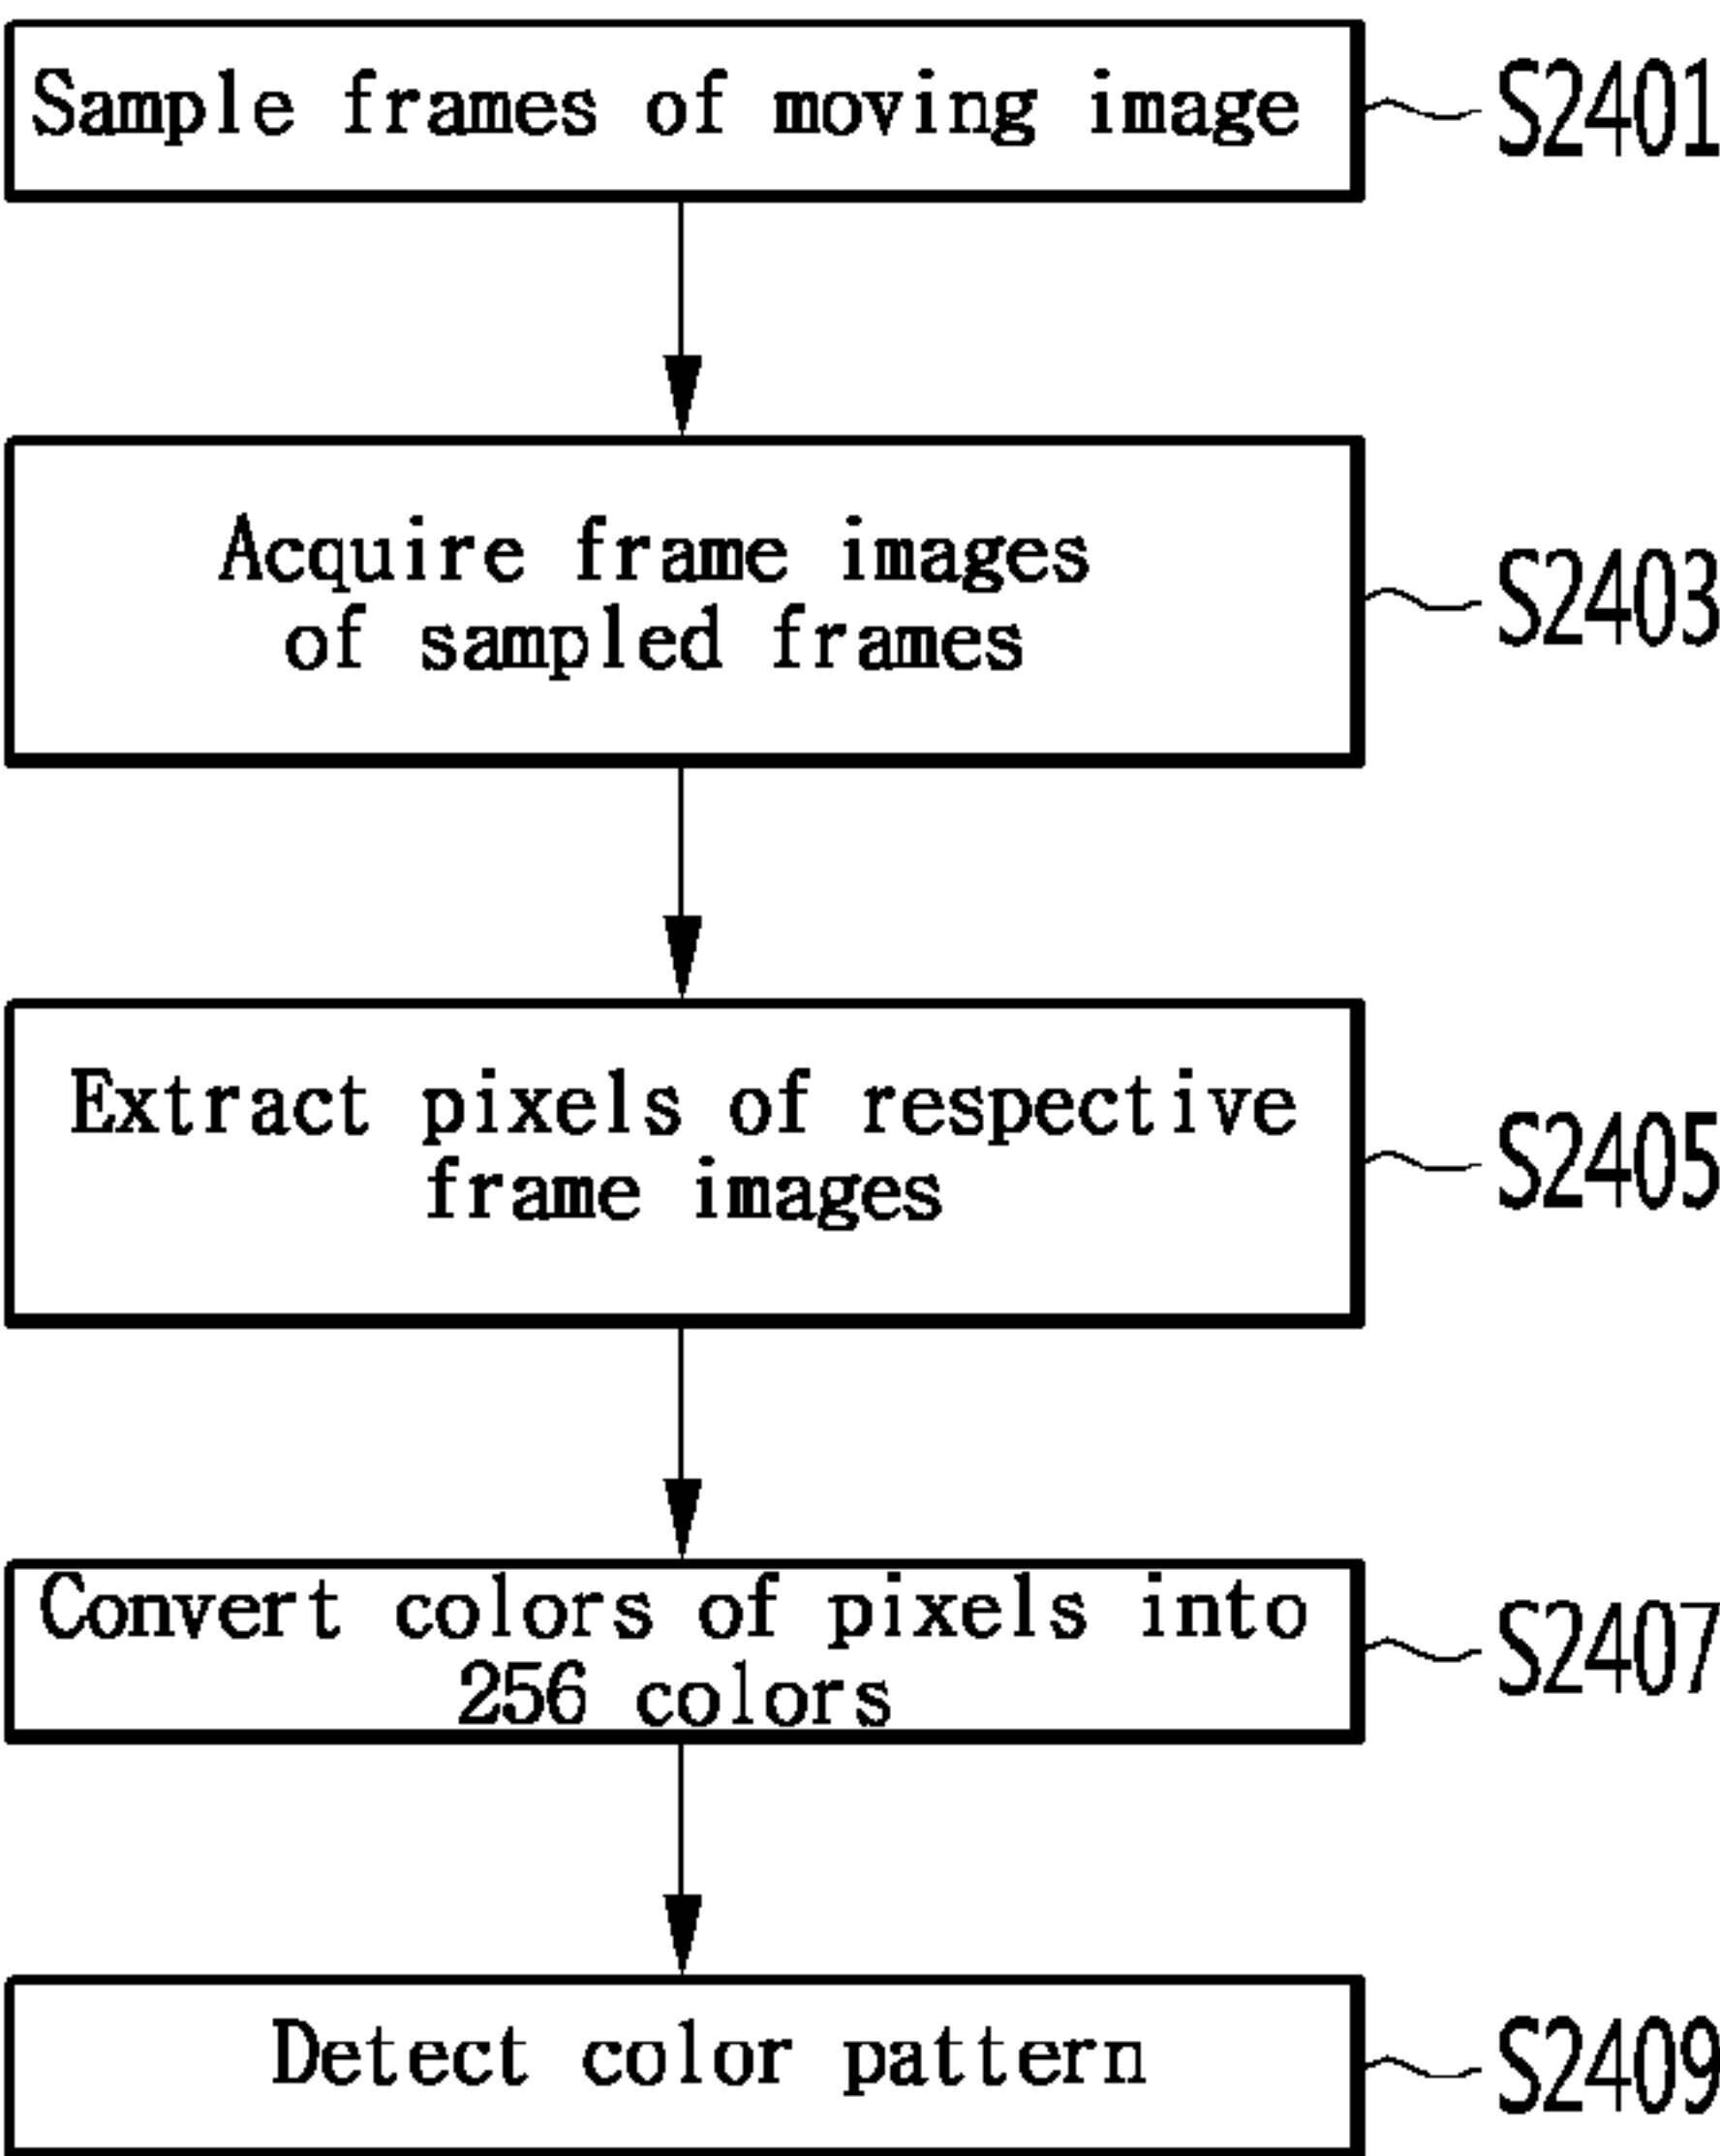 Sample frames of moving image
S2401
Acquire frame images
of sampled frames
S2403
Extract pixels of respective
frame images
S2405
Convert colors of pixels into
256 colors
S2407
Detect color pattern
S2409